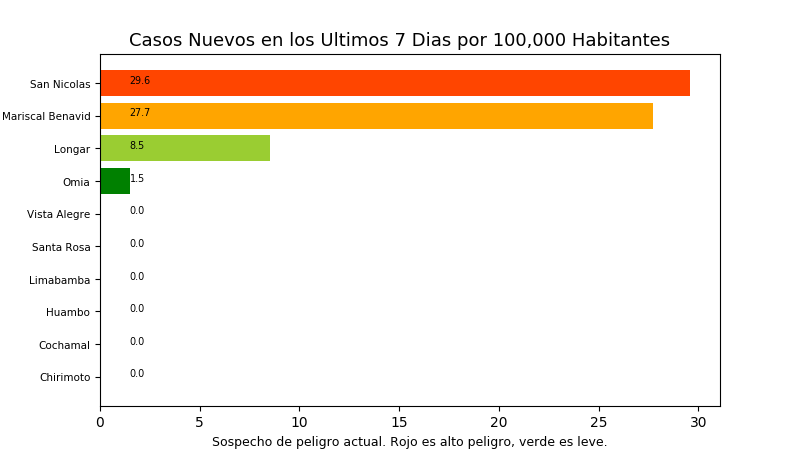 Casos Nuevos en los Ultimos 7 Dias por 100,000 Habitantes
San Nicolas 29.6
Mariscal Benavid 27.7
Longar 8.5
Omia 1.5
Vista Alegre 0.0
Santa Rosa 0.0
Limabamba 0.0
Huambo 0.0
Cochamal 0.0
Chirimoto 0.0
0 5 10 15 20 25 30
Sospecho de peligro actual. Rojo es alto peligro, verde es leve.